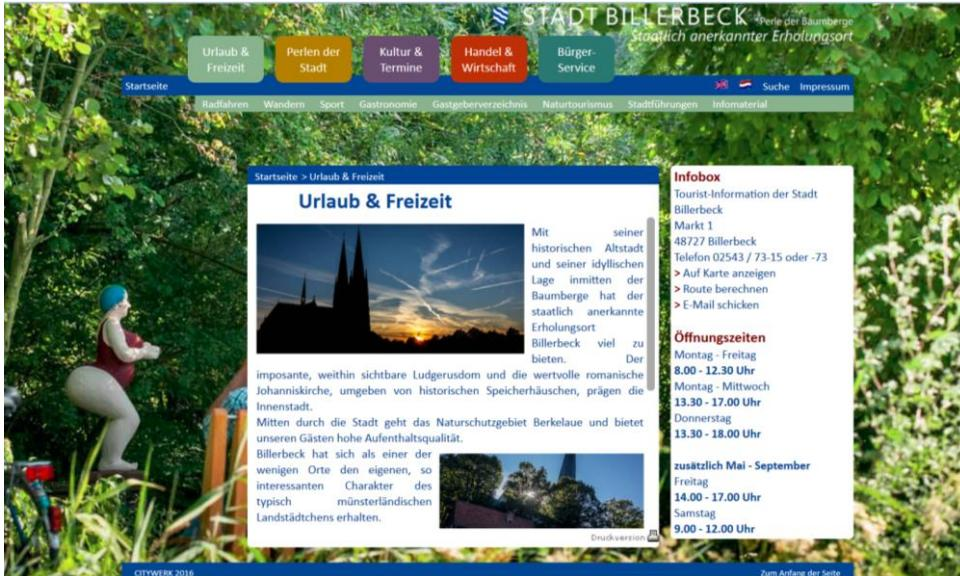 STADT BILLERBECK *Perle der Baumberge
Staatlich anerkannter Erholungsort
Urlaub &
Freizeit
Perlen der
Stadt
Kultur &
Termine
Handel &
Wirtschaft
Bürger-
Service
Startseite
Suche Impressum
Radfahren Wandern Sport Gastronomie Gastgeberverzeichnis Naturtourismus Stadtführungen Infomaterial
Startseite > Urlaub & Freizeit
Urlaub & Freizeit
Mit seiner
historischen Altstadt
und seiner idyllischen
Lage inmitten der
Baumberge hat der
staatlich anerkannte
Erholungsort
Billerbeck viel zu
bieten. Der
imposante, weithin sichtbare Ludgerusdom und die wertvolle romanische
Johanniskirche, umgeben von historischen Speicherhäuschen, prägen die
Innenstadt.
Mitten durch die Stadt geht das Naturschutzgebiet Berkelaue und bietet
unseren Gästen hohe Aufenthaltsqualität.
Billerbeck hat sich als einer der
wenigen Orte den eigenen, so
interessanten Charakter des
typisch münsterländischen
Landstädtchens erhalten.
Druckversion
Infobox
Tourist-Information der Stadt
Billerbeck
Markt 1
48727 Billerbeck
Telefon 02543 / 73-15 oder -73
> Auf Karte anzeigen
> Route berechnen
> E-Mail schicken
Öffnungszeiten
Montag - Freitag
8.00 - 12.30 Uhr
Montag - Mittwoch
13.30 - 17.00 Uhr
Donnerstag
13.30 - 18.00 Uhr
zusätzlich Mai - September
Freitag
14.00 - 17.00 Uhr
Samstag
9.00 - 12.00 Uhr
CITYWERK 2016
Zum Anfang der Seite